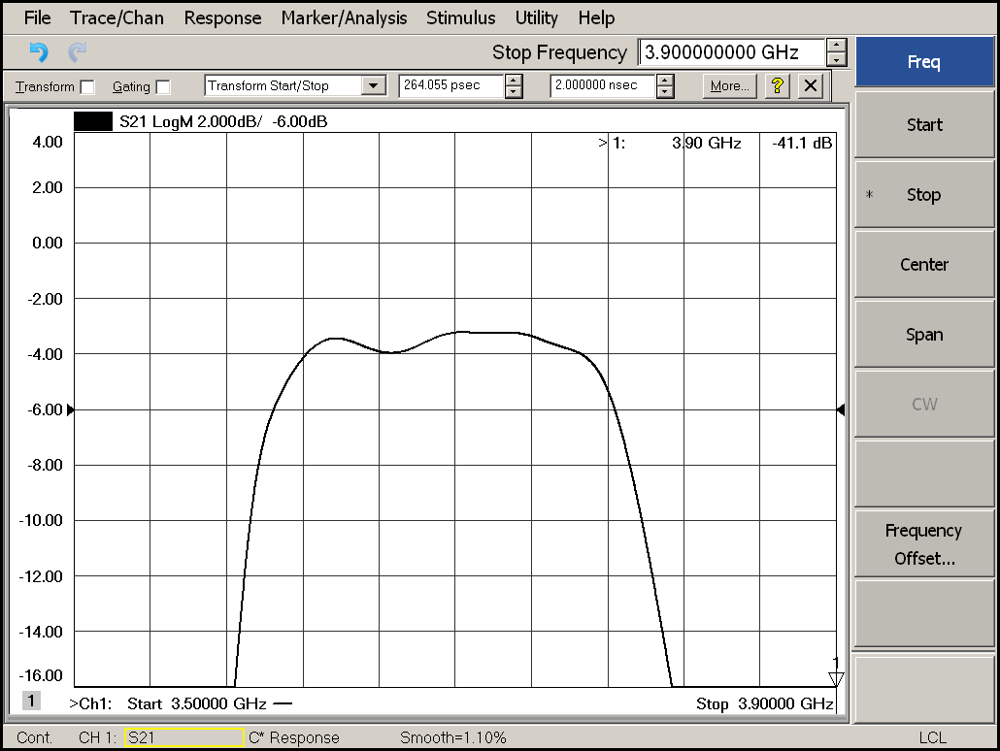 File Trace/Chan Response Marker/Analysis Stimulus Utility Help
Stop Frequency 3.900000000 GHz
Transform Gating Transform Start/Stop 264.055 psec 2.000000 nsec More... ? X
S21 LogM 2.000dB/ -6.00dB
> 1: 3.90 GHz -41.1 dB
4.00
2.00
0.00
-2.00
-4.00
-6.00
-8.00
-10.00
-12.00
-14.00
-16.00
1
1
>Ch1: Start 3.50000 GHz —
Stop 3.90000 GHz
Freq
Start
* Stop
Center
Span
CW
Frequency
Offset...
Cont. CH 1: S21 C* Response Smooth=1.10% LCL